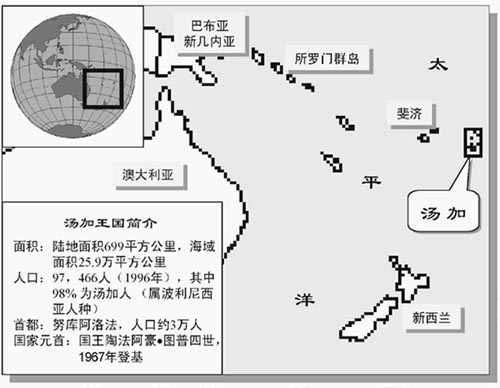 巴布亚
新几内亚
所罗门群岛
太
斐济
澳大利亚
平
汤加
洋
新西兰
汤加王国简介
面积：陆地面积699平方公里，海域
面积25.9万平方公里
人口：97，466人（1996年），其中
98%为汤加人（属波利尼西
亚人种）
首都：努库阿洛法，人口约3万人
国家元首：国王陶法阿豪•图普四世，
1967年登基